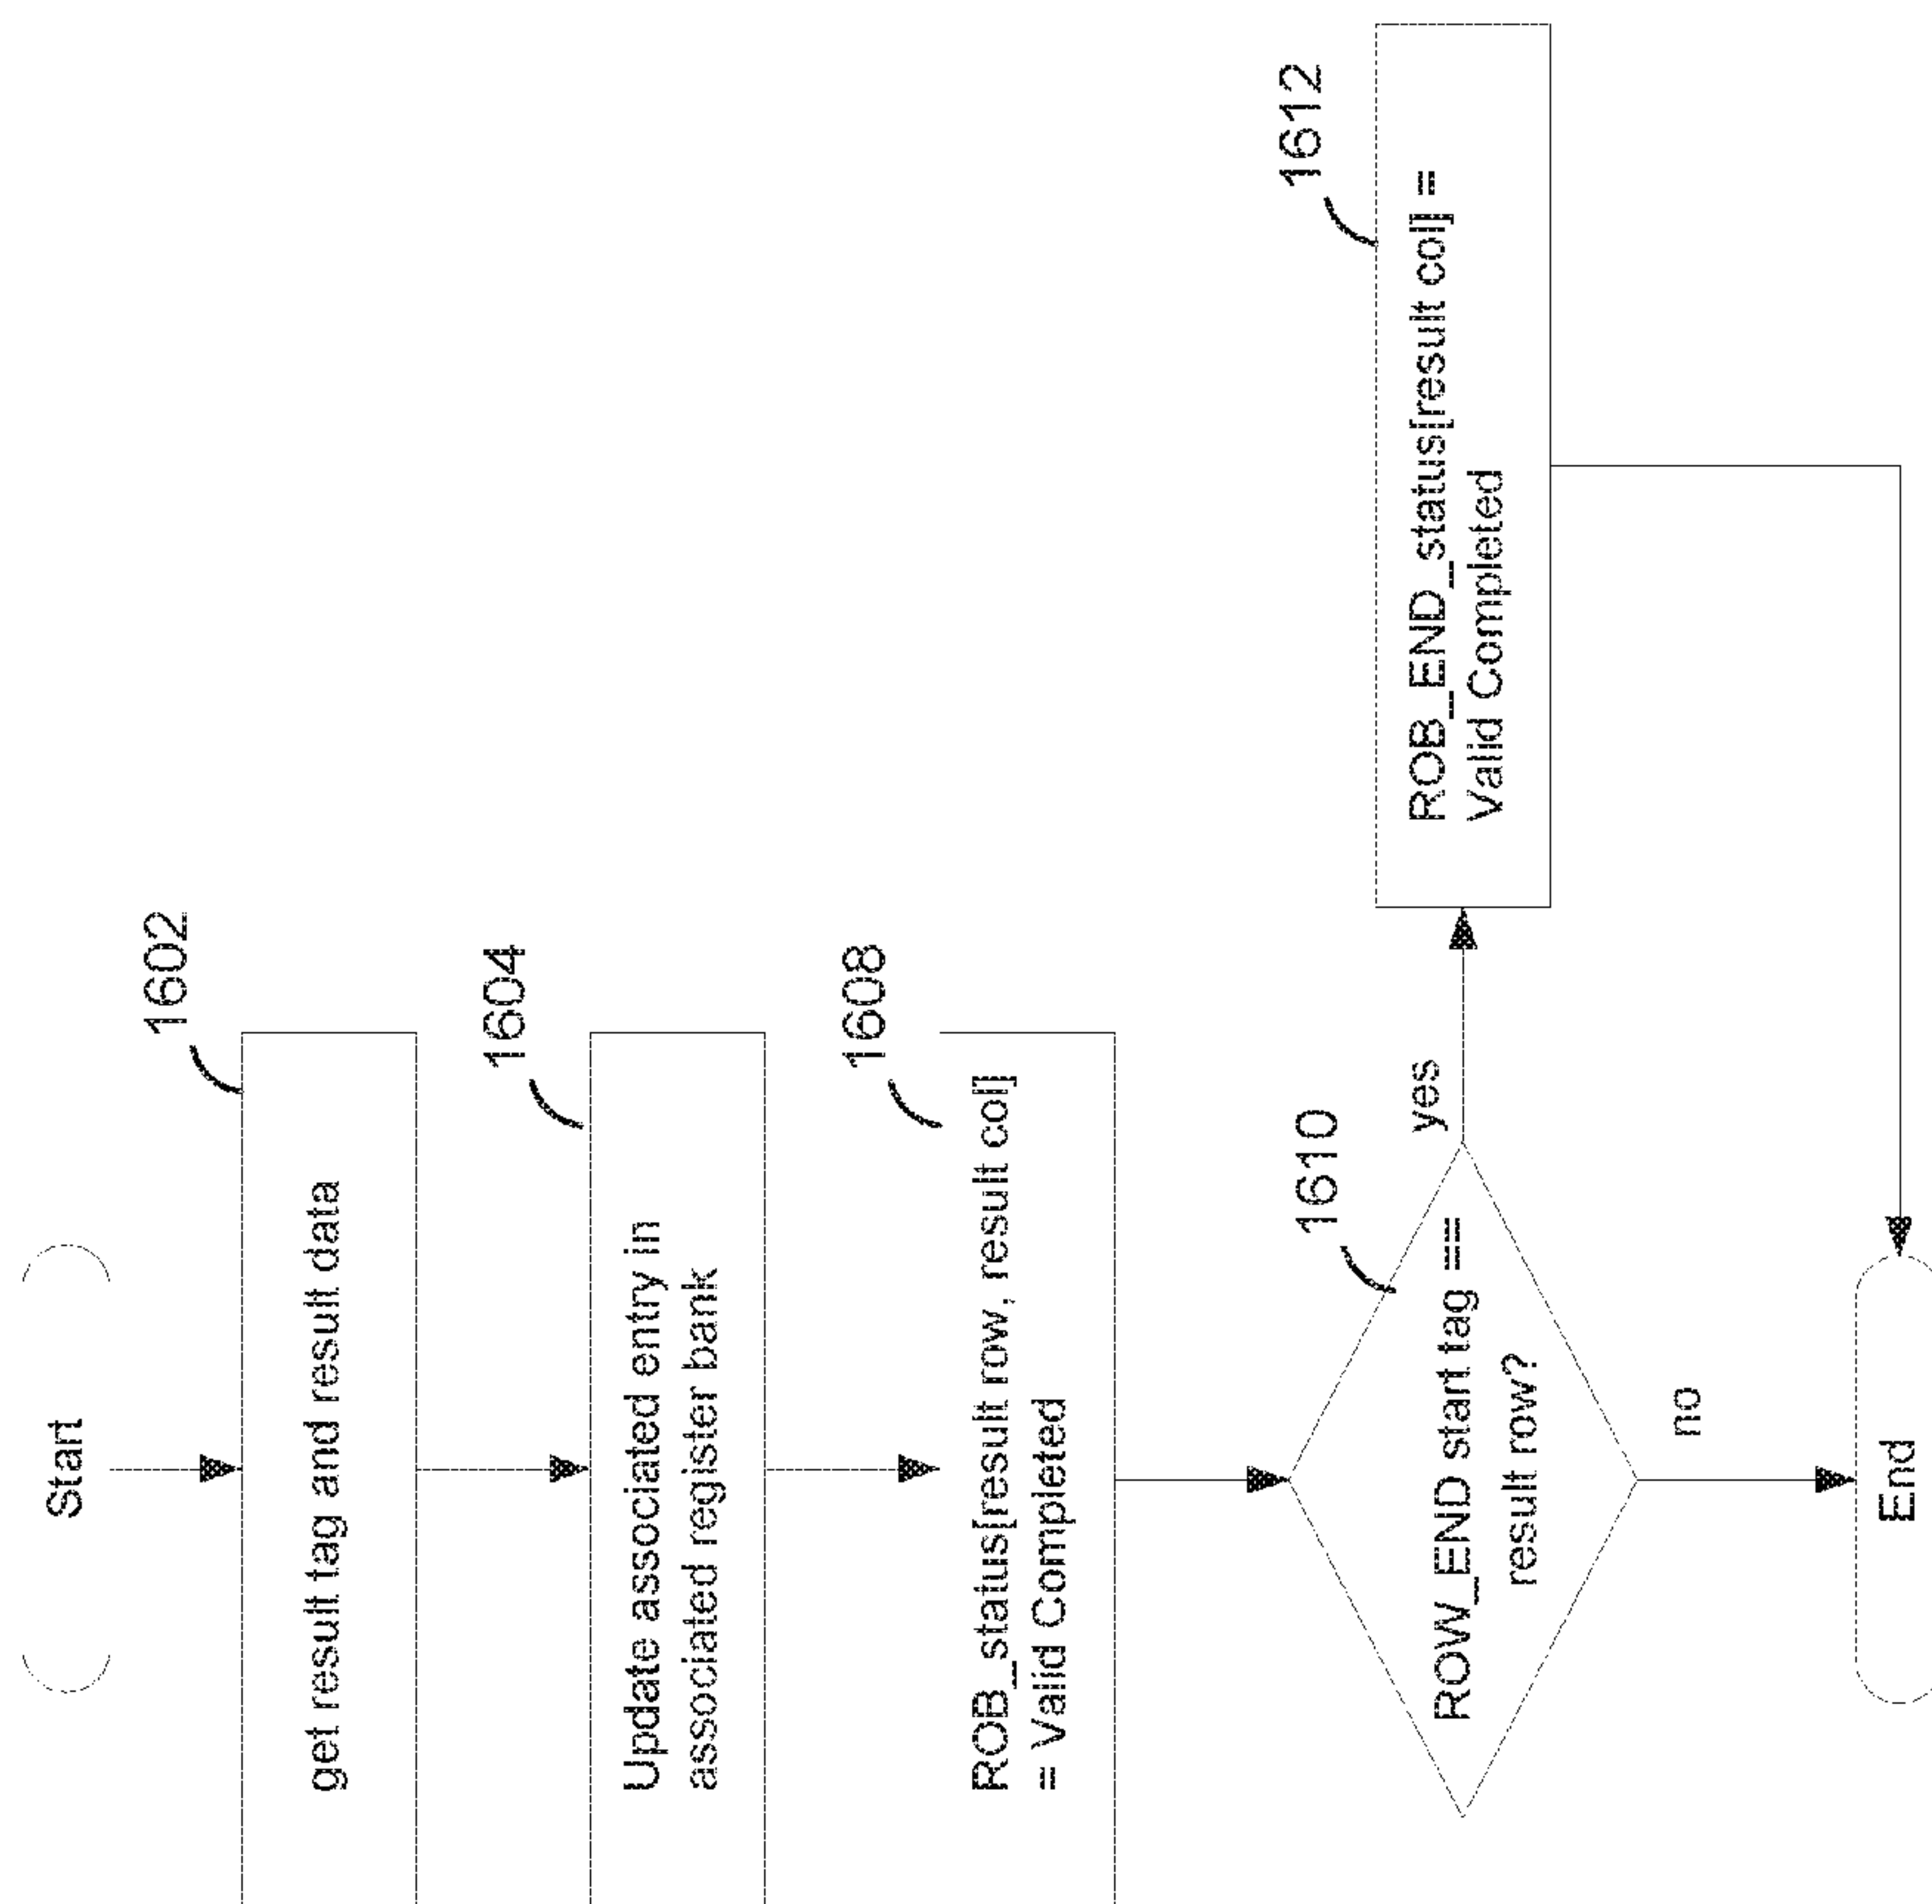 Start
1602
get result tag and result data
1604
Update associated entry in
associated register bank
1608
ROB_status[result row, result col]
= Valid Completed
1610
ROW_END start tag ==
result row?
yes
1612
ROB_END_status[result col] =
Valid Completed
no
End